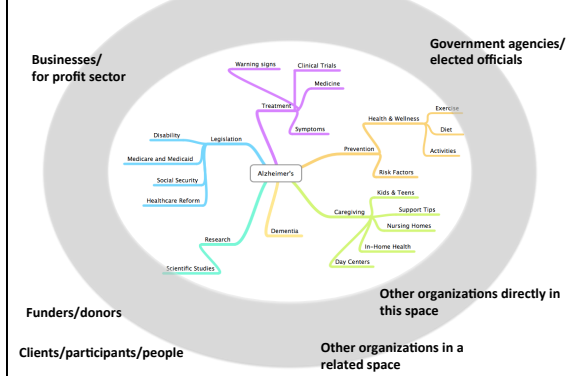 Businesses/
for profit sector
Government agencies/
elected officials
Warning signs
Clinical Trials
Medicine
Treatment
Symptoms
Exercise
Health & Wellness
Diet
Prevention
Activities
Risk Factors
Disability
Legislation
Medicare and Medicaid
Social Security
Healthcare Reform
Alzheimer's
Kids & Teens
Caregiving
Support Tips
Nursing Homes
In-Home Health
Day Centers
Dementia
Research
Scientific Studies
Other organizations directly in
this space
Funders/donors
Clients/participants/people
Other organizations in a
related space